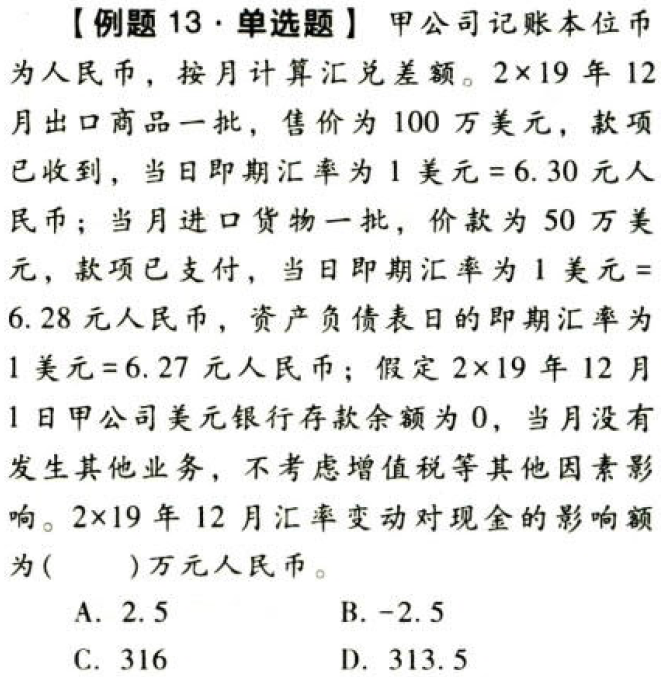 【例题 13·单选题】 甲公司记账本位币
为人民币，按月计算汇兑差额。2×19 年 12
月出口商品一批，售价为 100 万美元，款项
已收到，当日即期汇率为 1 美元=6.30 元人
民币；当月进口货物一批，价款为 50 万美
元，款项已支付，当日即期汇率为 1 美元=
6.28 元人民币，资产负债表日的即期汇率为
1 美元=6.27 元人民币；假定 2×19 年 12 月
1 日甲公司美元银行存款余额为 0，当月没有
发生其他业务，不考虑增值税等其他因素影
响。2×19 年 12 月汇率变动对现金的影响额
为(    )万元人民币。
A. 2.5    B. -2.5
C. 316    D. 313.5